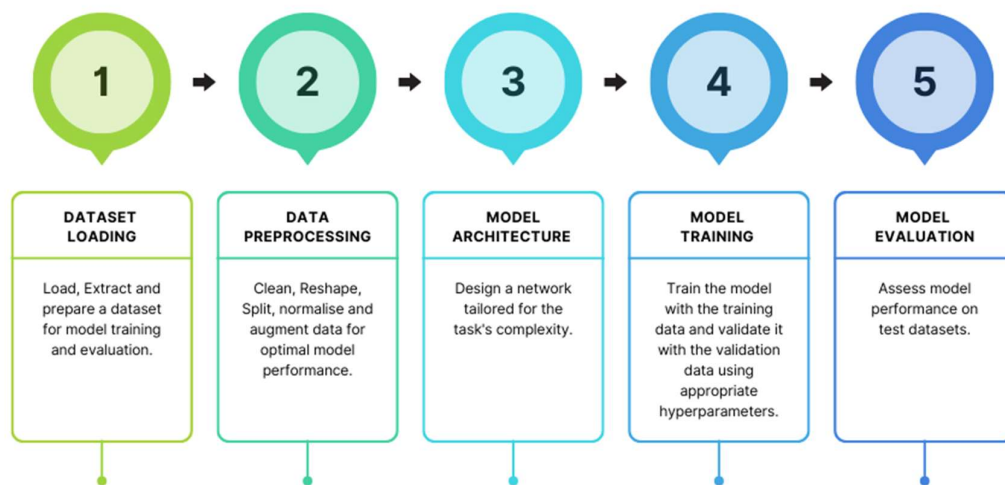 1
2
3
4
5
DATASET
LOADING
Load, Extract and
prepare a dataset
for model training
and evaluation.
DATA
PREPROCESSING
Clean, Reshape,
Split, normalise and
augment data for
optimal model
performance.
MODEL
ARCHITECTURE
Design a network
tailored for the
task's complexity.
MODEL
TRAINING
Train the model
with the training
data and validate it
with the validation
data using
appropriate
hyperparameters.
MODEL
EVALUATION
Assess model
performance on
test datasets.